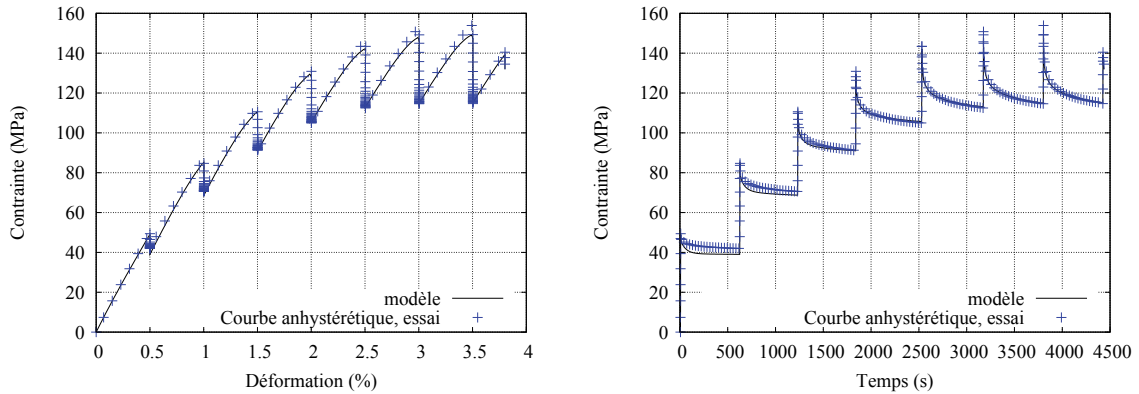 160
140
120
100
80
60
40
20
0
Contrainte (MPa)
modèle
Courbe anhystérétique, essai
0 0.5 1 1.5 2 2.5 3 3.5 4
Déformation (%)
160
140
120
100
80
60
40
20
0
Contrainte (MPa)
modèle
Courbe anhystérétique, essai
0 500 1000 1500 2000 2500 3000 3500 4000 4500
Temps (s)